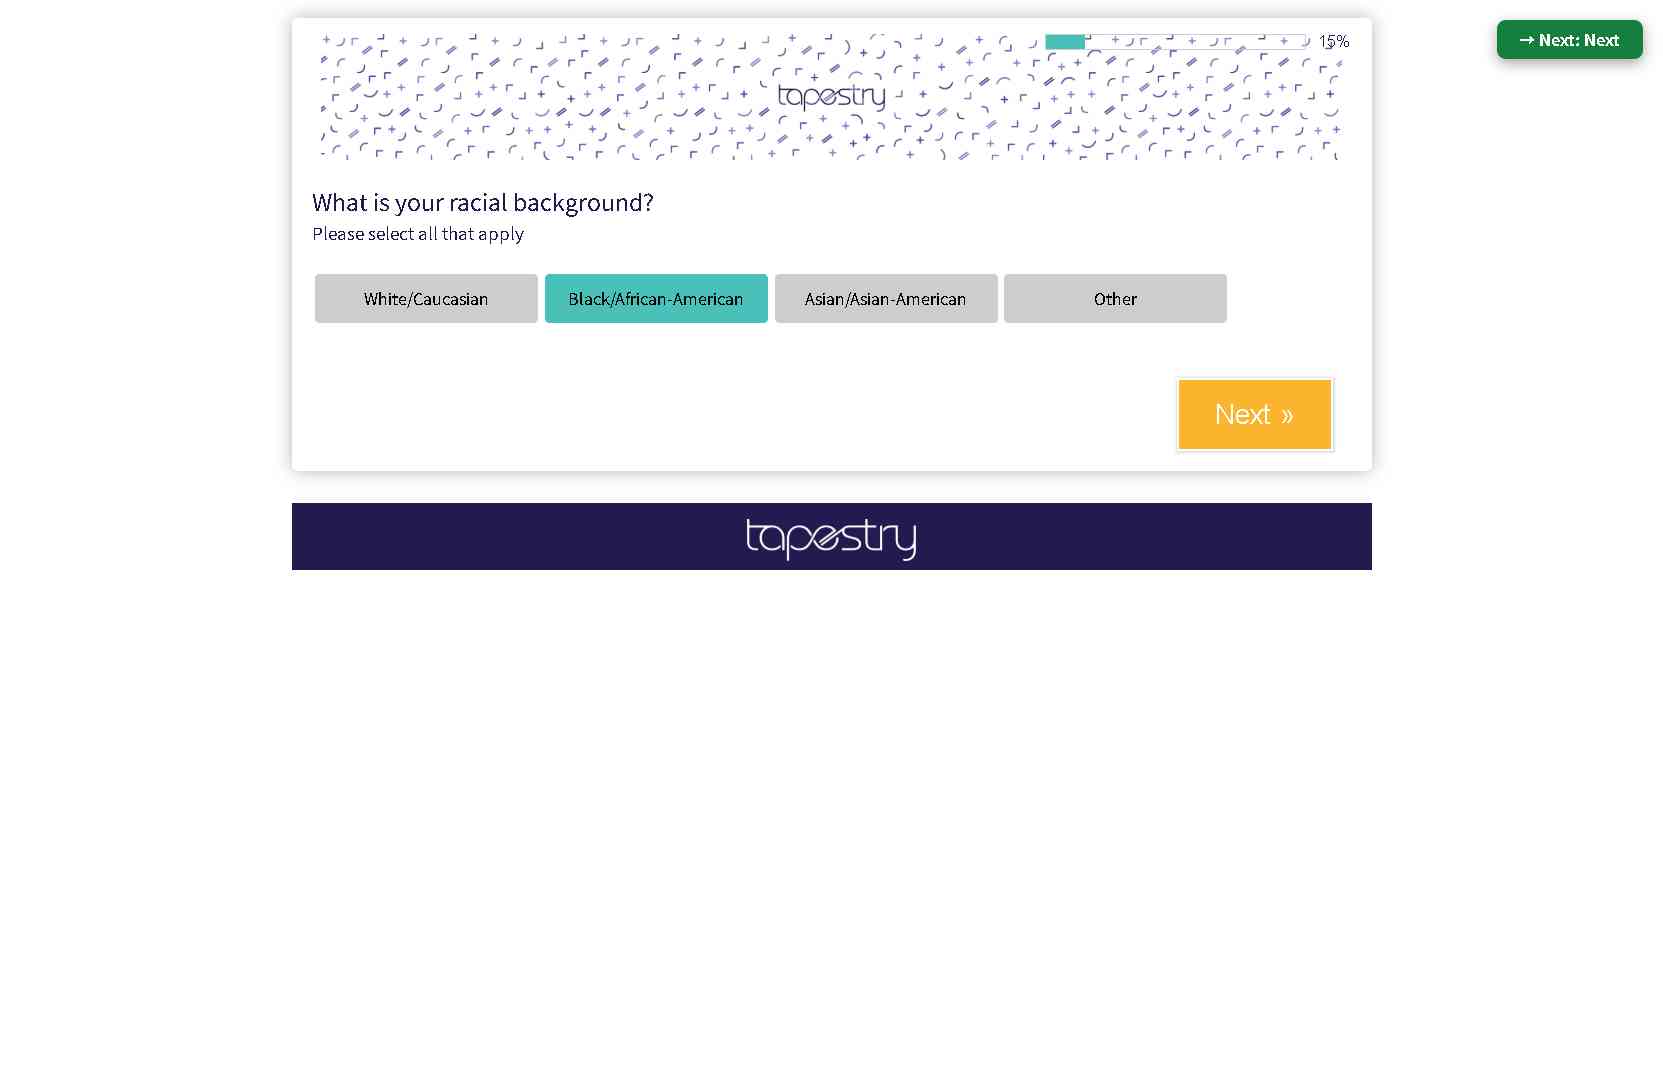 15%
→ Next: Next
tapestry
What is your racial background?
Please select all that apply
White/Caucasian
Black/African-American
Asian/Asian-American
Other
Next »
tapestry